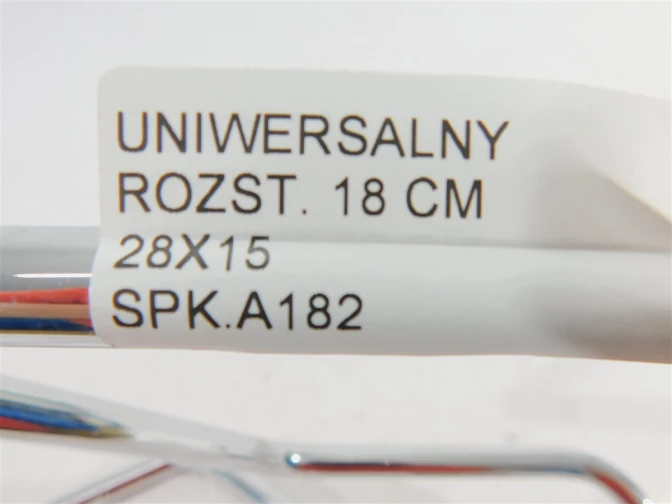 UNIWERSALNY
ROZST. 18 CM
28X15
SPK.A182